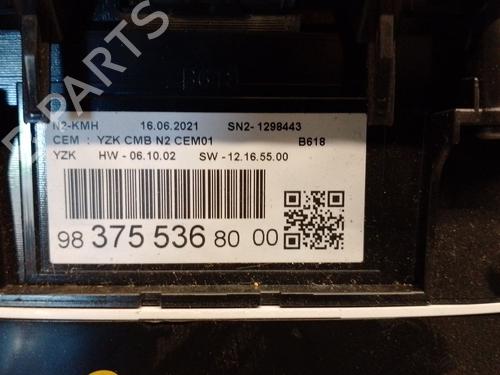 N2-KMH 16.06.2021 SN2- 1298443
CEM : YZK CMB N2 CEM01 B618
YZK HW - 06.10.02 SW - 12.16.55.00
98 375 536 80 00
B-PARTS